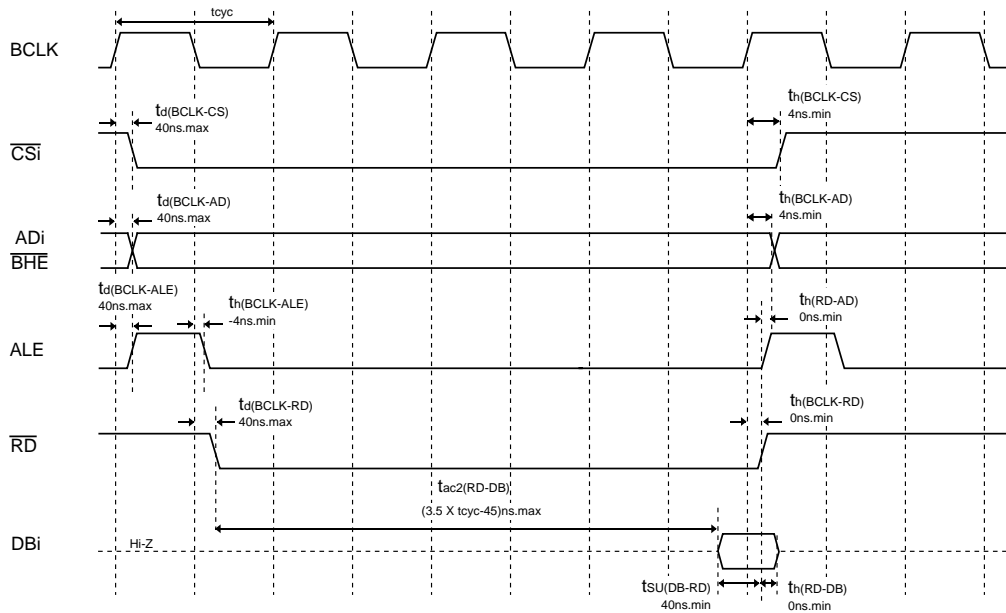 tcyc
BCLK
td(BCLK-CS)
40ns.max
th(BCLK-CS)
4ns.min
CSi
td(BCLK-AD)
40ns.max
th(BCLK-AD)
4ns.min
ADi
BHE
td(BCLK-ALE)
40ns.max
th(BCLK-ALE)
-4ns.min
th(RD-AD)
0ns.min
ALE
td(BCLK-RD)
40ns.max
th(BCLK-RD)
0ns.min
RD
tac2(RD-DB)
(3.5 X tcyc-45)ns.max
DBi
Hi-Z
tSU(DB-RD)
40ns.min
th(RD-DB)
0ns.min